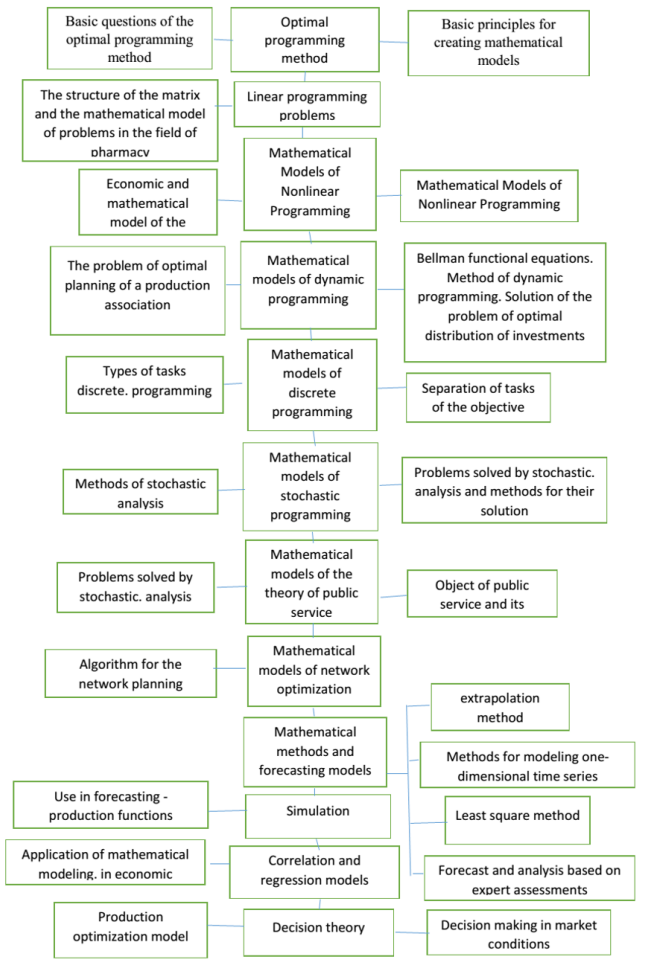 Basic questions of the
optimal programming
method
Optimal
programming
method
Basic principles for
creating mathematical
models
The structure of the matrix
and the mathematical model
of problems in the field of
pharmacy
Linear programming
problems
Mathematical
Models of
Nonlinear
Programming
Economic and
mathematical
model of the
Mathematical Models of
Nonlinear Programming
The problem of optimal
planning of a production
association
Mathematical
models of dynamic
programming
Bellman functional equations.
Method of dynamic
programming. Solution of the
problem of optimal
distribution of investments
Types of tasks
discrete. programming
Mathematical
models of
discrete
programming
Separation of tasks
of the objective
Methods of stochastic
analysis
Mathematical
models of
stochastic
programming
Problems solved by stochastic.
analysis and methods for their
solution
Problems solved by
stochastic. analysis
Mathematical
models of the
theory of public
service
Object of public
service and its
Algorithm for the
network planning
Mathematical
models of network
optimization
Mathematical
methods and
forecasting models
extrapolation
method
Methods for modeling one-
dimensional time series
Least square method
Forecast and analysis based on
expert assessments
Use in forecasting -
production functions
Simulation
Application of mathematical
modeling. in economic
Correlation and
regression models
Production
optimization model
Decision theory
Decision making in market
conditions